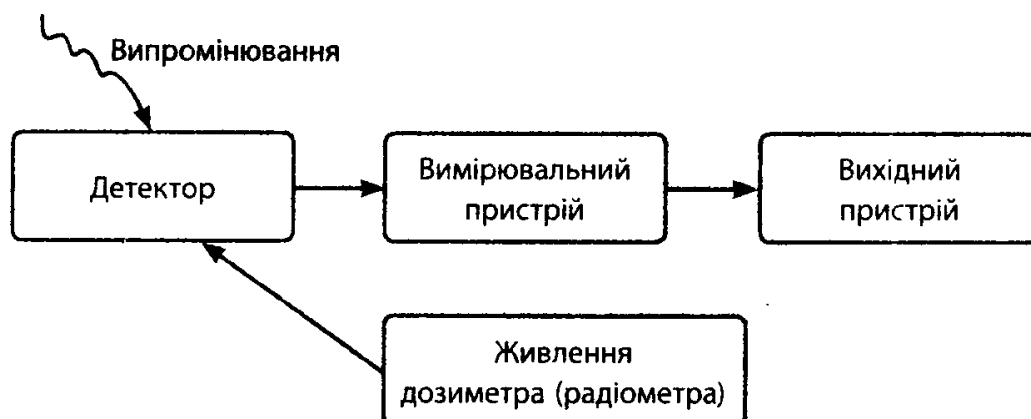 Випромінювання
Детектор
Вимірювальний
пристрій
Вихідний
пристрій
Живлення
дозиметра (радіометра)